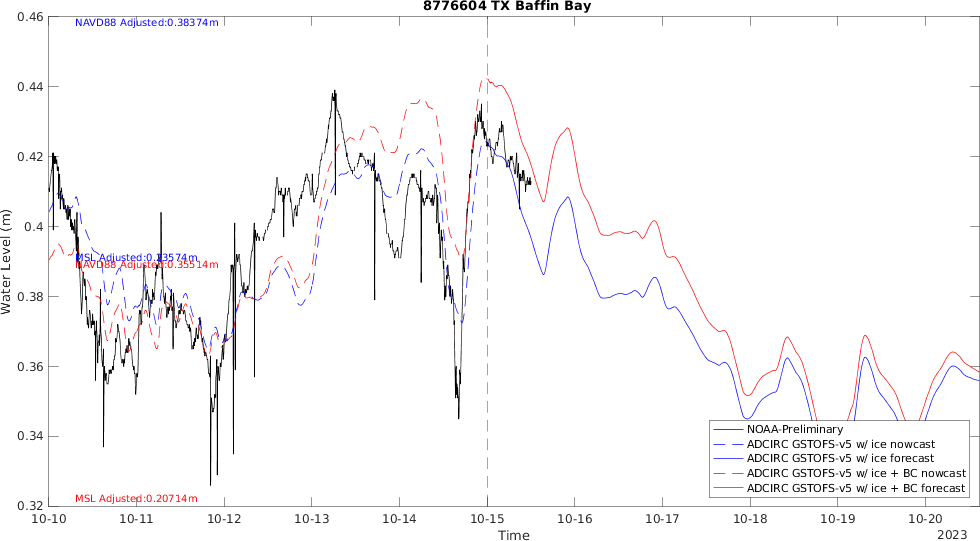 8776604 TX Baffin Bay
0.46
NAVD88 Adjusted:0.38374m
0.44
0.42
0.4
MSL Adjusted:0.23574m
NAVD88 Adjusted:0.35514m
0.38
0.36
0.34
0.32
MSL Adjusted:0.20714m
Water Level (m)
NOAA-Preliminary
ADCIRC GSTOFS-v5 w/ ice nowcast
ADCIRC GSTOFS-v5 w/ ice forecast
ADCIRC GSTOFS-v5 w/ ice + BC nowcast
ADCIRC GSTOFS-v5 w/ ice + BC forecast
10-10 10-11 10-12 10-13 10-14 10-15 10-16 10-17 10-18 10-19 10-20
Time
2023